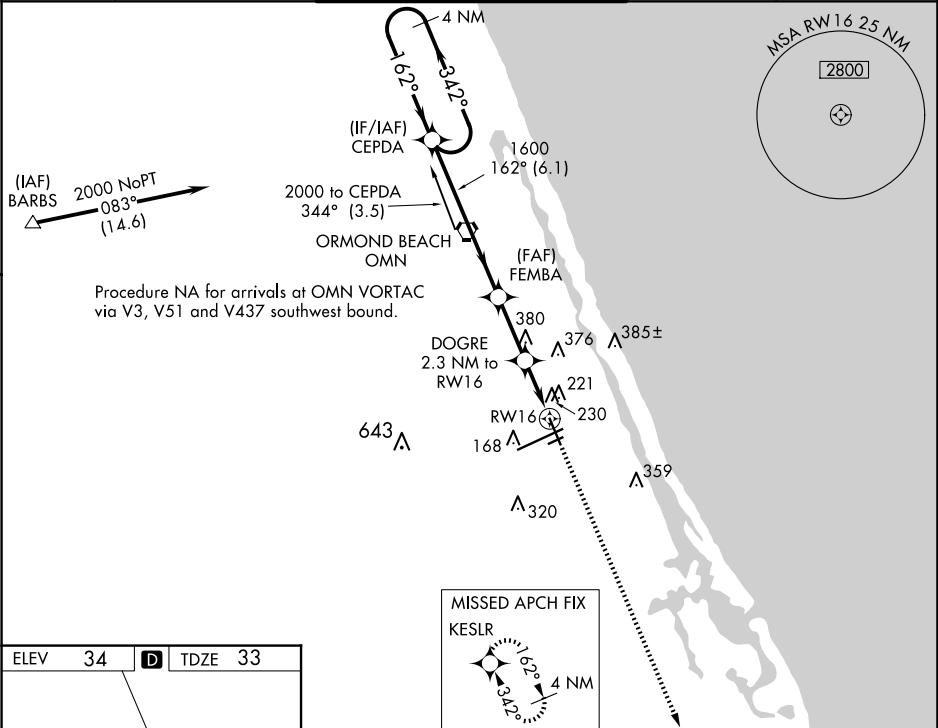 4 NM
162°
342°
MSA RW16 25 NM
2800
(IF/IAF)
CEPDA
1600
162° (6.1)
(IAF)
BARBS
2000 NoPT
083°
(14.6)
2000 to CEPDA
344° (3.5)
ORMOND BEACH
OMN
(FAF)
FEMBA
Procedure NA for arrivals at OMN VORTAC
via V3, V51 and V437 southwest bound.
380
376
385±
DOGRE
2.3 NM to
RW16
221
230
RW16
643
168
359
320
MISSED APCH FIX
KESLR
162°
342°
4 NM
ELEV 34 D TDZE 33